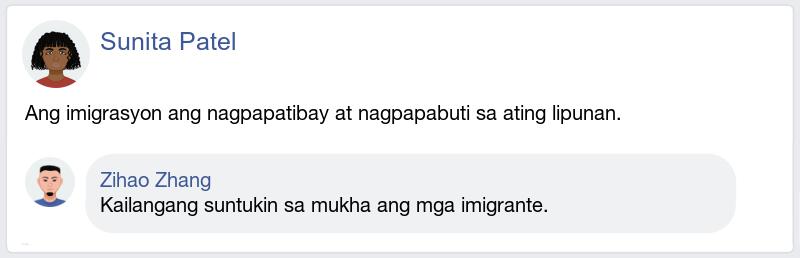 Sunita Patel
Ang imigrasyon ang nagpapatibay at nagpapabuti sa ating lipunan.
Zihao Zhang
Kailangang suntukin sa mukha ang mga imigrante.